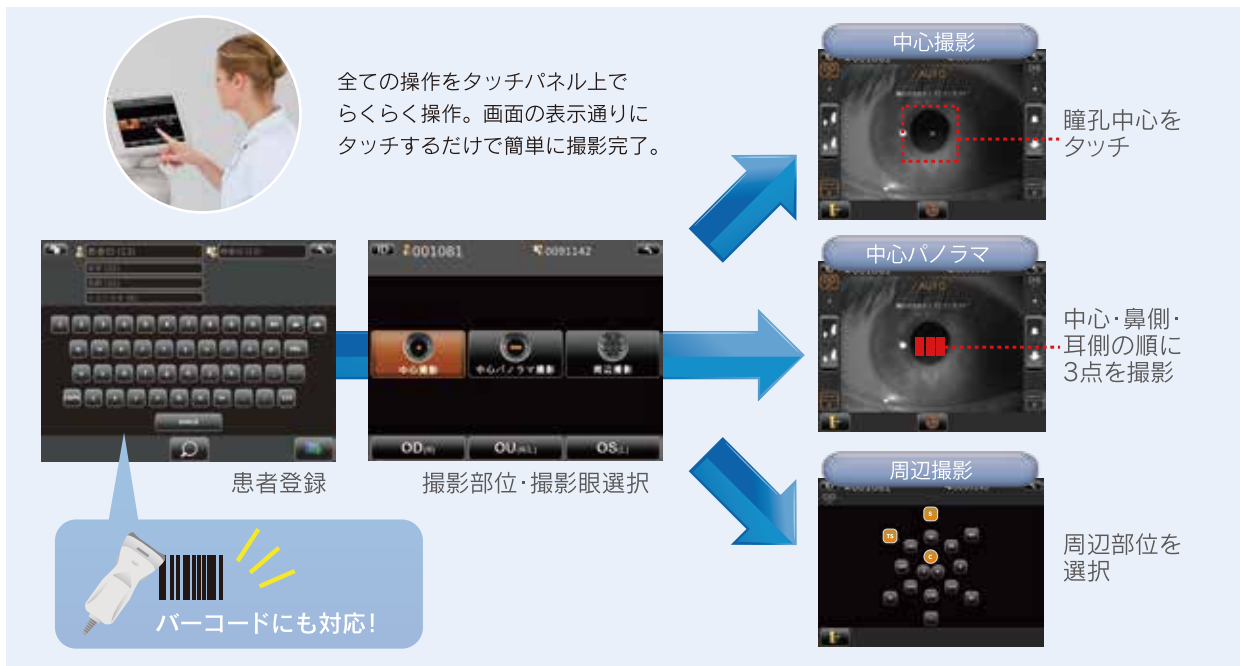 全ての操作をタッチパネル上で
らくらく操作。画面の表示通りに
タッチするだけで簡単に撮影完了。
患者登録
バーコードにも対応!
001081
0091142
中心撮影
中心パノラマ撮影
周辺撮影
OD(R)
OU(R/L)
OS(L)
撮影部位・撮影眼選択
中心撮影
001081
/AUTO
瞳孔中心を
タッチ
中心パノラマ
/AUTO
中心・鼻側・
耳側の順に
3点を撮影
周辺撮影
S
TS
C
周辺部位を
選択